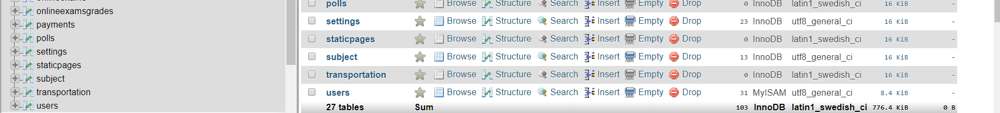 onlineexams
onlineexamsgrades
payments
polls
settings
staticpages
subject
transportation
users
polls Browse Structure Search Insert Empty Drop 0 InnoDB latin1_swedish_ci 16 KiB -
settings Browse Structure Search Insert Empty Drop 23 InnoDB utf8_general_ci 16 KiB -
staticpages Browse Structure Search Insert Empty Drop 0 InnoDB latin1_swedish_ci 16 KiB -
subject Browse Structure Search Insert Empty Drop 13 InnoDB utf8_general_ci 16 KiB -
transportation Browse Structure Search Insert Empty Drop 0 InnoDB latin1_swedish_ci 16 KiB -
users Browse Structure Search Insert Empty Drop 31 MyISAM utf8_general_ci 8.4 KiB -
27 tables Sum 103 InnoDB latin1_swedish_ci 776.4 KiB 0 B